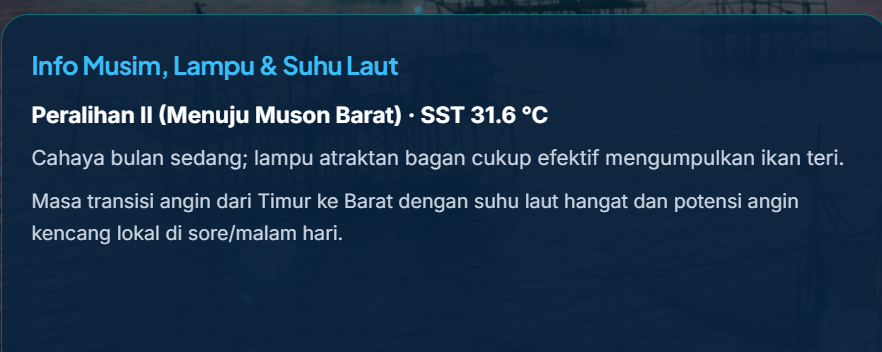 Info Musim, Lampu & Suhu Laut
Peralihan II (Menuju Muson Barat) · SST 31.6 °C
Cahaya bulan sedang; lampu atraktan bagan cukup efektif mengumpulkan ikan teri.
Masa transisi angin dari Timur ke Barat dengan suhu laut hangat dan potensi angin
kencang lokal di sore/malam hari.